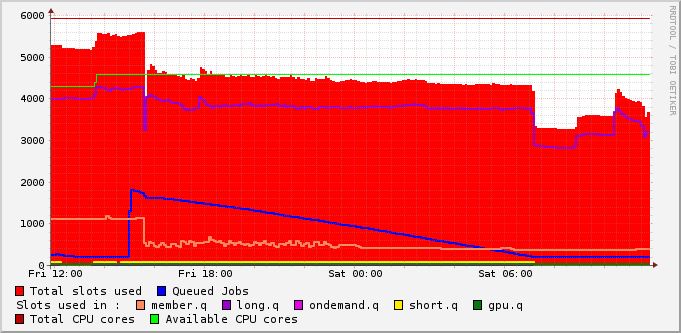 RRDTOOL / TOBI OETIKER
6000
5000
4000
3000
2000
1000
0
Fri 12:00 Fri 18:00 Sat 00:00 Sat 06:00
Total slots used Queued Jobs
Slots used in : member.q long.q ondemand.q short.q gpu.q
Total CPU cores Available CPU cores